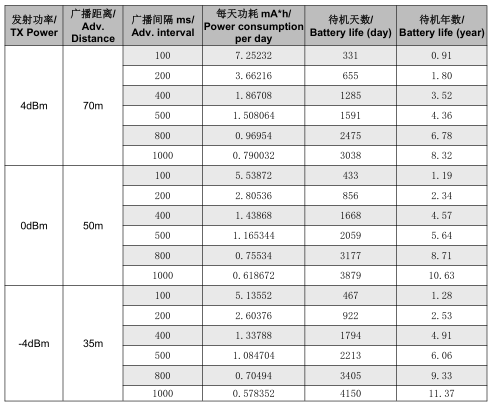 发射功率/ TX Power 广播距离/ Adv. Distance 广播间隔 ms/ Adv. interval 每天功耗 mA*h/ Power consumption per day 待机天数/ Battery life (day) 待机年数/ Battery life (year)
4dBm 70m 100 7.25232 331 0.91
200 3.66216 655 1.80
400 1.86708 1285 3.52
500 1.508064 1591 4.36
800 0.96954 2475 6.78
1000 0.790032 3038 8.32
0dBm 50m 100 5.53872 433 1.19
200 2.80536 856 2.34
400 1.43868 1668 4.57
500 1.165344 2059 5.64
800 0.75534 3177 8.71
1000 0.618672 3879 10.63
-4dBm 35m 100 5.13552 467 1.28
200 2.60376 922 2.53
400 1.33788 1794 4.91
500 1.084704 2213 6.06
800 0.70494 3405 9.33
1000 0.578352 4150 11.37